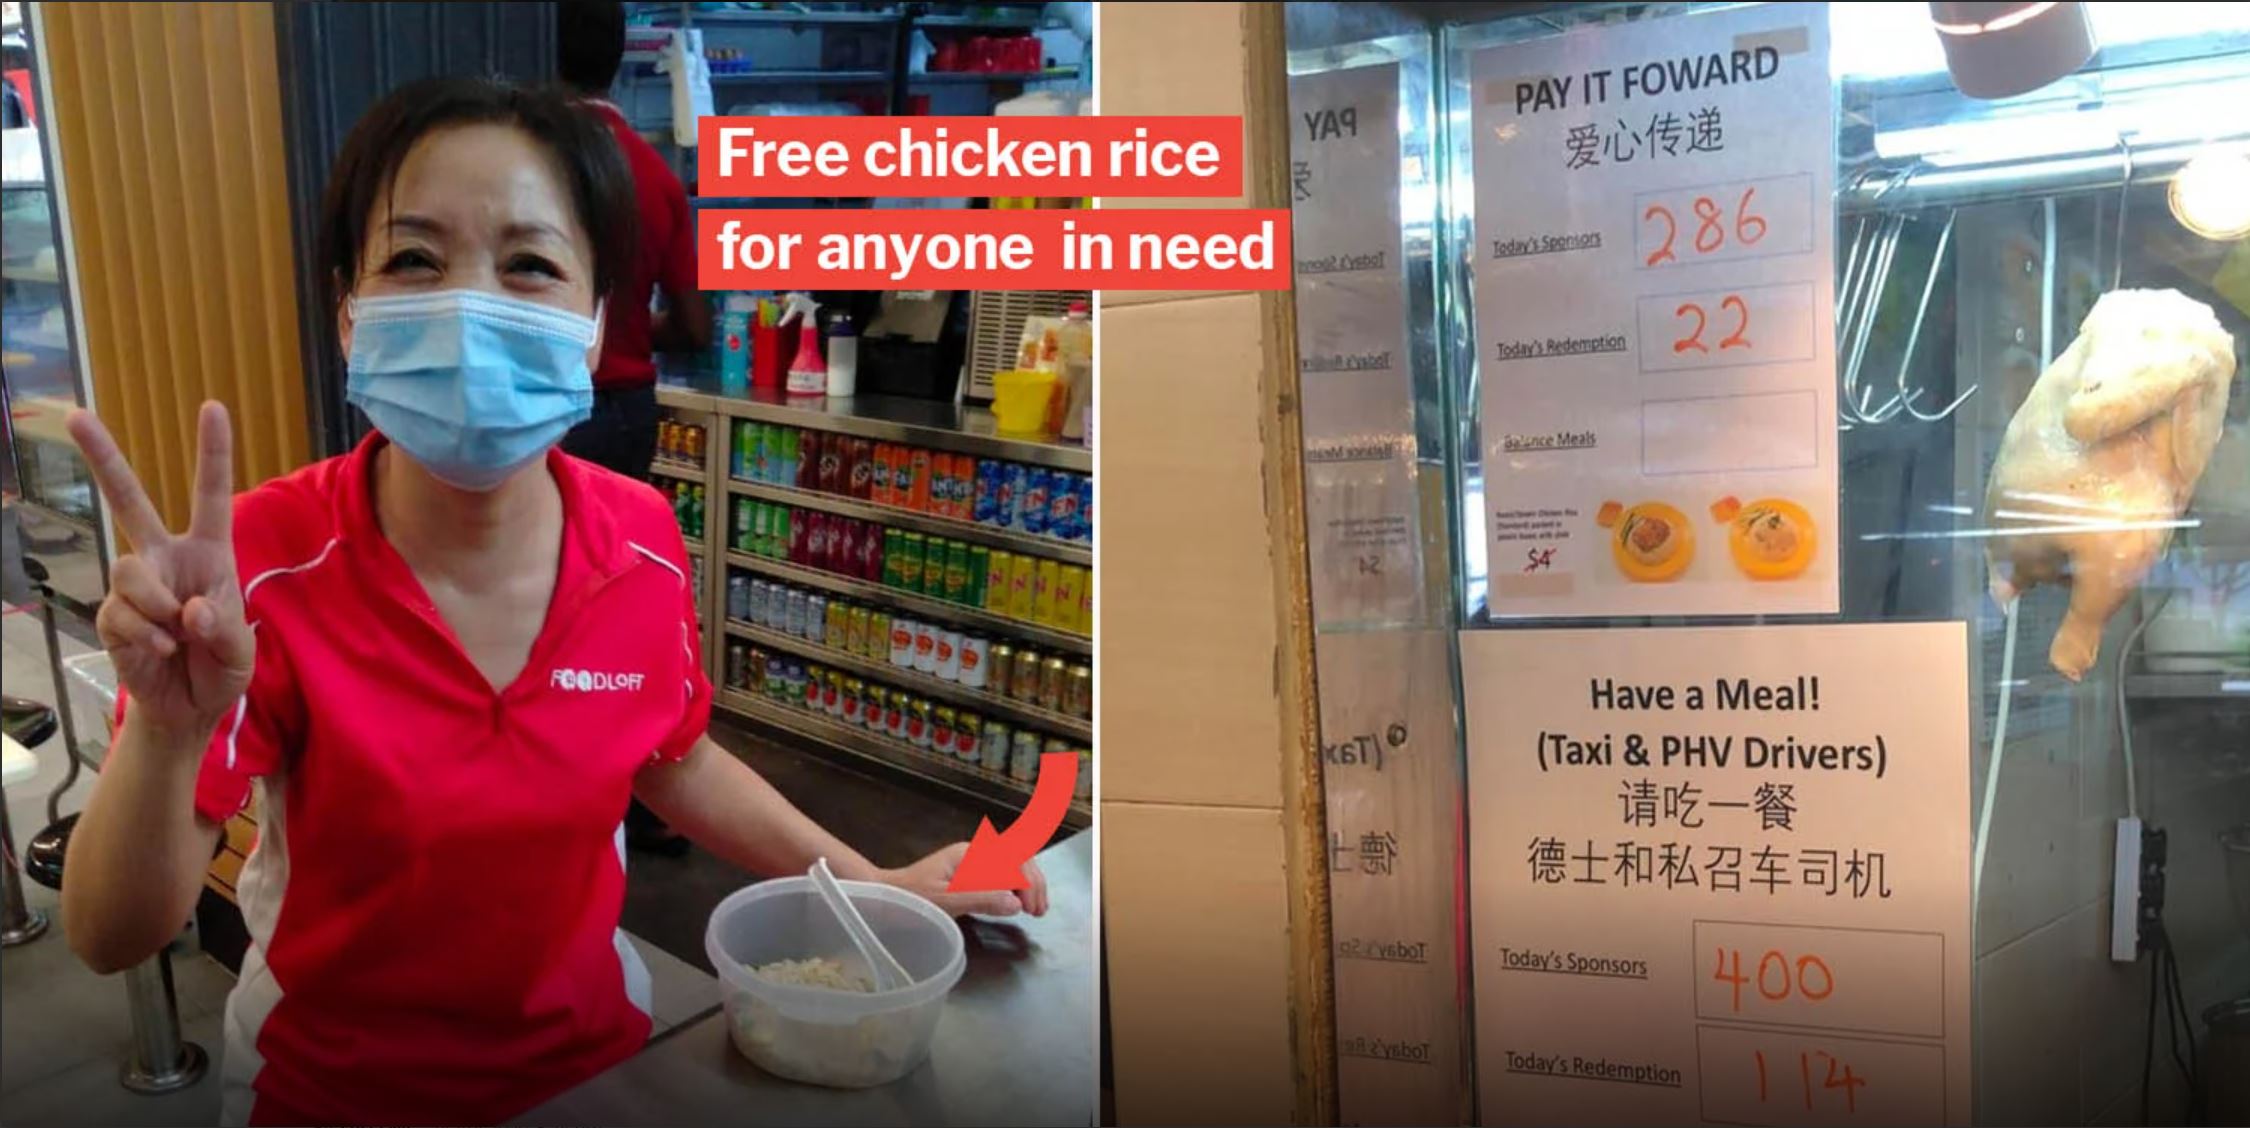 Free chicken rice
for anyone in need
FOODLOFT
PAY IT FOWARD
爱心传递
Today's Sponsors
286
Today's Redemption
22
Balance Meals
$4
Have a Meal!
(Taxi & PHV Drivers)
请吃一餐
德士和私召车司机
Today's Sponsors
400
Today's Redemption
114